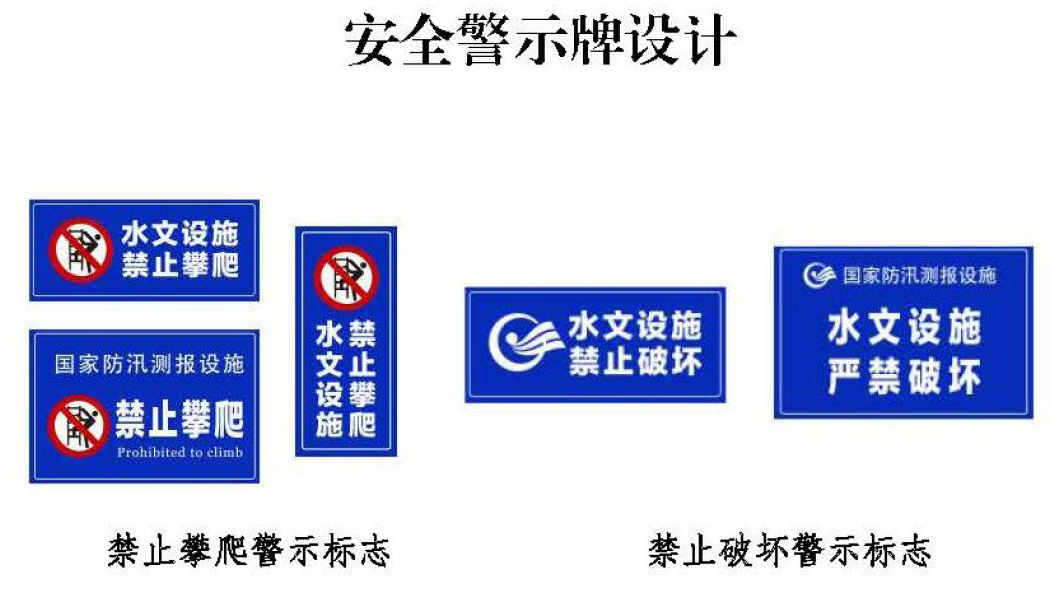 安全警示牌设计
水文设施
禁止攀爬
国家防汛测报设施
禁止攀爬
Prohibited to climb
禁止攀爬
水文设施
水文设施
禁止破坏
国家防汛测报设施
水文设施
严禁破坏
禁止攀爬警示标志
禁止破坏警示标志